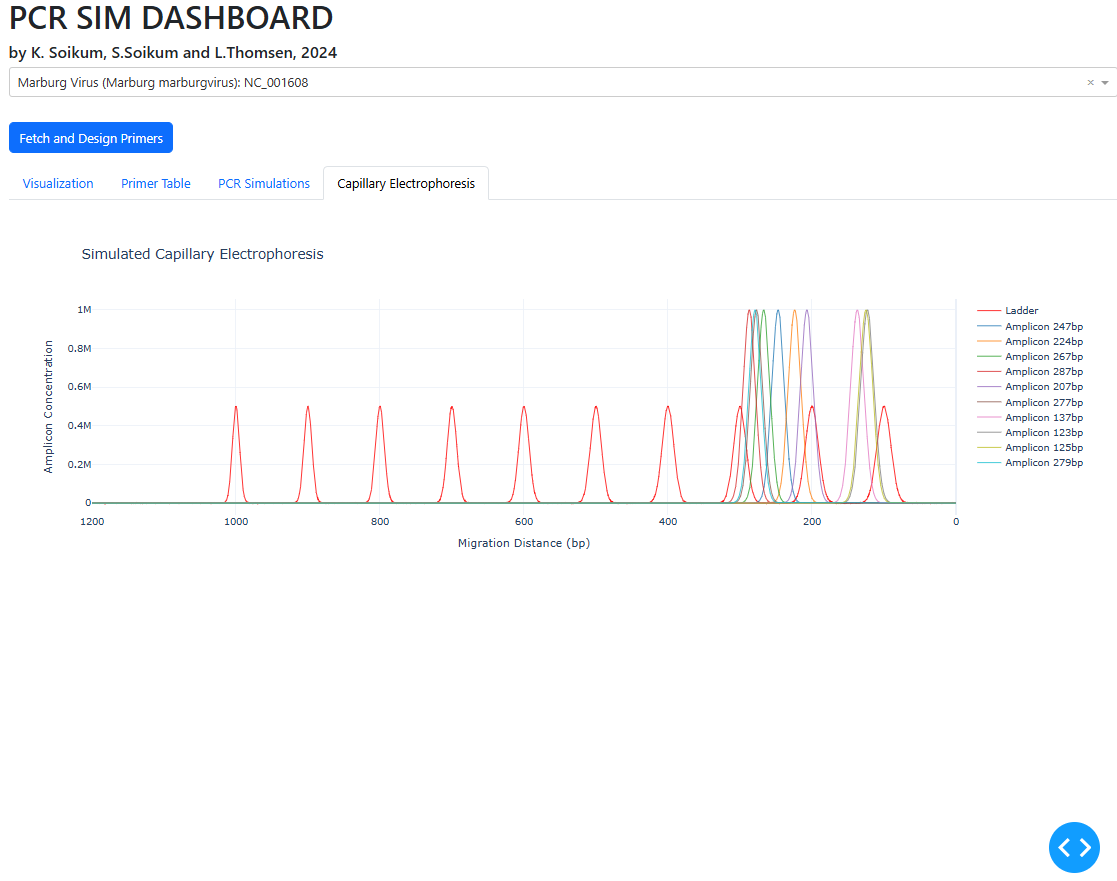 PCR SIM DASHBOARD
by K. Soikum, S.Soikum and L.Thomsen, 2024
Marburg Virus (Marburg marburgvirus): NC_001608
×
Fetch and Design Primers
Visualization Primer Table PCR Simulations Capillary Electrophoresis
Simulated Capillary Electrophoresis
1M
0.8M
0.6M
0.4M
0.2M
0
Amplicon Concentration
1200 1000 800 600 400 200 0
Migration Distance (bp)
Ladder
Amplicon 247bp
Amplicon 224bp
Amplicon 267bp
Amplicon 287bp
Amplicon 207bp
Amplicon 277bp
Amplicon 137bp
Amplicon 123bp
Amplicon 125bp
Amplicon 279bp